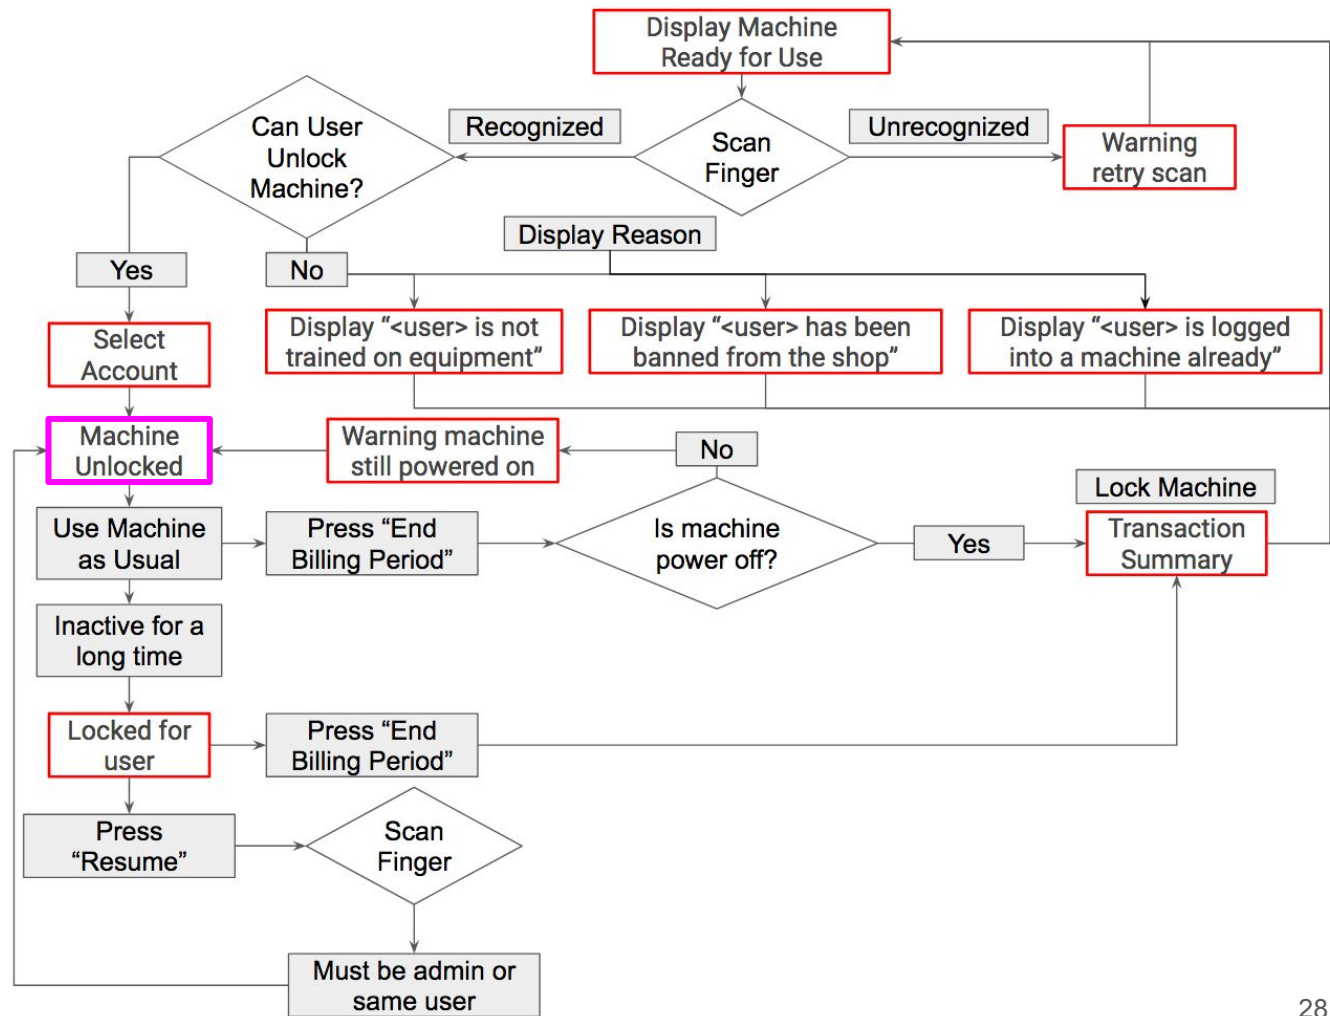 Display Machine
Ready for Use
Can User
Unlock
Machine?
Recognized
Scan
Finger
Unrecognized
Warning
retry scan
Display Reason
Yes
No
Select
Account
Display “<user> is not
trained on equipment”
Display “<user> has been
banned from the shop”
Display “<user> is logged
into a machine already”
Machine
Unlocked
Warning machine
still powered on
No
Lock Machine
Use Machine
as Usual
Press “End
Billing Period”
Is machine
power off?
Yes
Transaction
Summary
Inactive for a
long time
Locked for
user
Press “End
Billing Period”
Press
“Resume”
Scan
Finger
Must be admin or
same user
28